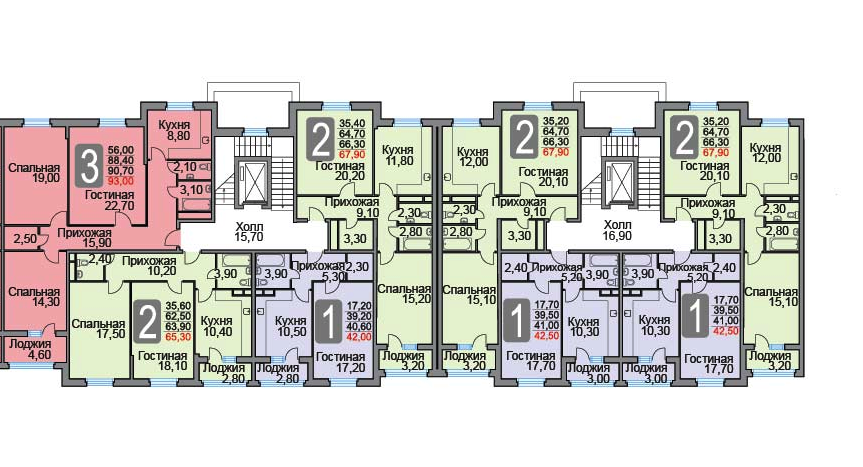 Спальная
19,00
3
56,00
88,40
90,70
93,00
Гостиная
22,70
Кухня
8,80
2,10
3,10
2,50
Прихожая
15,90
Спальная
14,30
Лоджия
4,60
Холл
15,70
2
35,40
64,70
66,30
67,90
Гостиная
20,20
Кухня
11,80
Прихожая
9,10
2,30
2,80
3,30
Спальная
15,20
Лоджия
3,20
2,40
Прихожая
10,20
3,90
Спальная
17,50
2
35,60
62,50
63,90
65,30
Гостиная
18,10
Кухня
10,40
Лоджия
2,80
3,90
Прихожая
5,30
2,30
Кухня
10,50
1
17,20
39,20
40,60
42,00
Гостиная
17,20
Лоджия
2,80
Кухня
12,00
2
35,20
64,70
66,30
67,90
Гостиная
20,10
Прихожая
9,10
2,30
2,80
3,30
Спальная
15,10
Лоджия
3,20
Холл
16,90
2
35,20
64,70
66,30
67,90
Гостиная
20,10
Кухня
12,00
Прихожая
9,10
2,30
2,80
3,30
Спальная
15,10
Лоджия
3,20
2,40
Прихожая
5,20
3,90
1
17,70
39,50
41,00
42,50
Гостиная
17,70
Кухня
10,30
Лоджия
3,00
3,90
Прихожая
5,20
2,40
Кухня
10,30
1
17,70
39,50
41,00
42,50
Гостиная
17,70
Лоджия
3,00